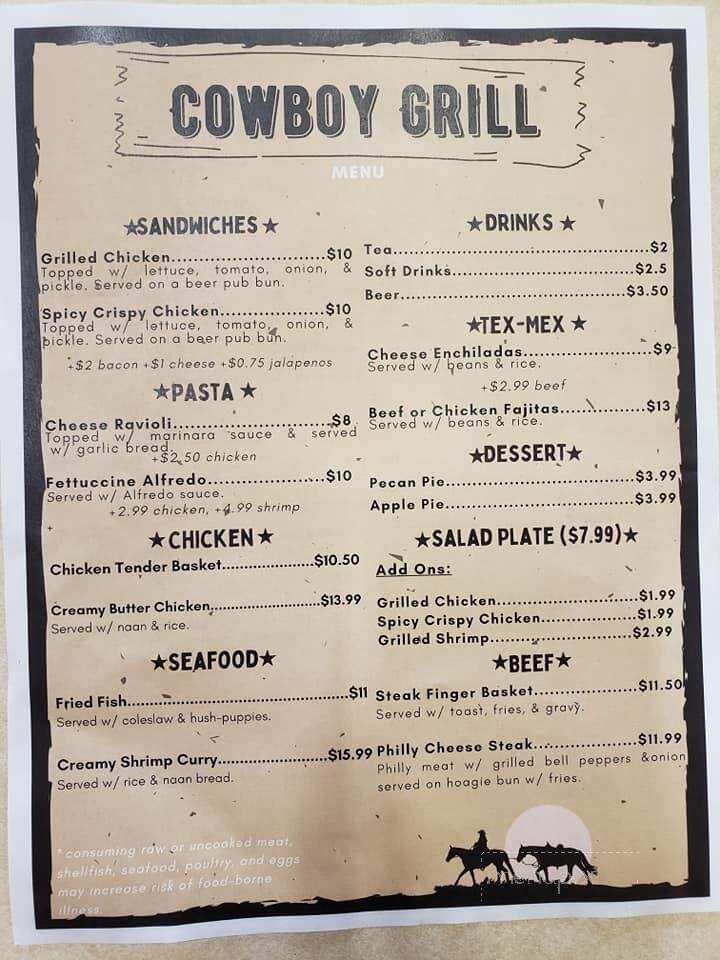 COWBOY GRILL
MENU
★SANDWICHES★
Grilled Chicken..............................$10
Topped w/ lettuce, tomato, onion, &
pickle. Served on a beer pub bun.
Spicy Crispy Chicken........................$10
Topped w/ lettuce, tomato, onion, &
pickle. Served on a beer pub bun.
+$2 bacon +$1 cheese +$0.75 jalapenos
★PASTA★
Cheese Ravioli..............................$8
Topped w/ marinara sauce & served
w/ garlic bread.
+$2.50 chicken
Fettuccine Alfredo..........................$10
Served w/ Alfredo sauce.
+2.99 chicken, +4.99 shrimp
★CHICKEN★
Chicken Tender Basket......................$10.50
Creamy Butter Chicken......................$13.99
Served w/ naan & rice.
★SEAFOOD★
Fried Fish..................................$11
Served w/ coleslaw & hush-puppies.
Creamy Shrimp Curry........................$15.99
Served w/ rice & naan bread.
*consuming raw or uncooked meat,
shellfish, seafood, poultry, and eggs
may increase risk of food-borne
illness.
★DRINKS★
Tea.........................................$2
Soft Drinks.................................$2.5
Beer........................................$3.50
★TEX-MEX★
Cheese Enchiladas..........................$9
Served w/ beans & rice.
+$2.99 beef
Beef or Chicken Fajitas....................$13
Served w/ beans & rice.
★DESSERT★
Pecan Pie...................................$3.99
Apple Pie...................................$3.99
★SALAD PLATE ($7.99)★
Add Ons:
Grilled Chicken............................$1.99
Spicy Crispy Chicken.......................$1.99
Grilled Shrimp.............................$2.99
★BEEF★
Steak Finger Basket........................$11.50
Served w/ toast, fries, & gravy.
Philly Cheese Steak........................$11.99
Philly meat w/ grilled bell peppers &onion
served on hoagie bun w/ fries.